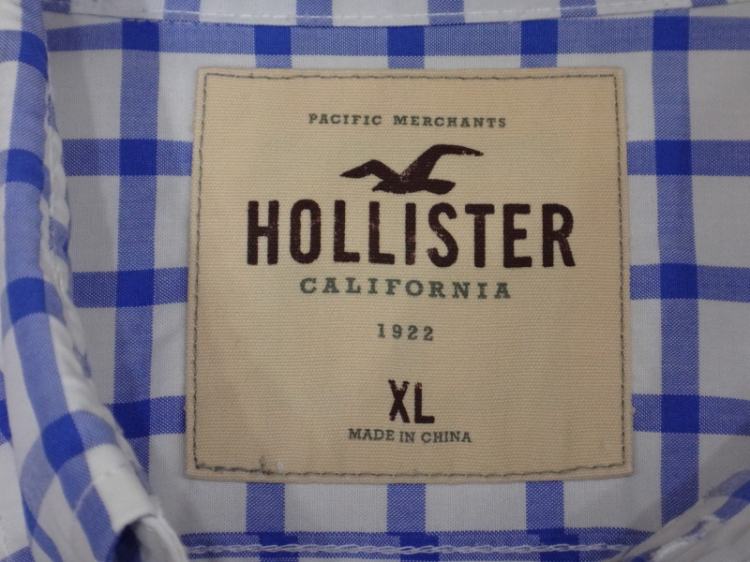 PACIFIC MERCHANTS
HOLLISTER
CALIFORNIA
1922
XL
MADE IN CHINA